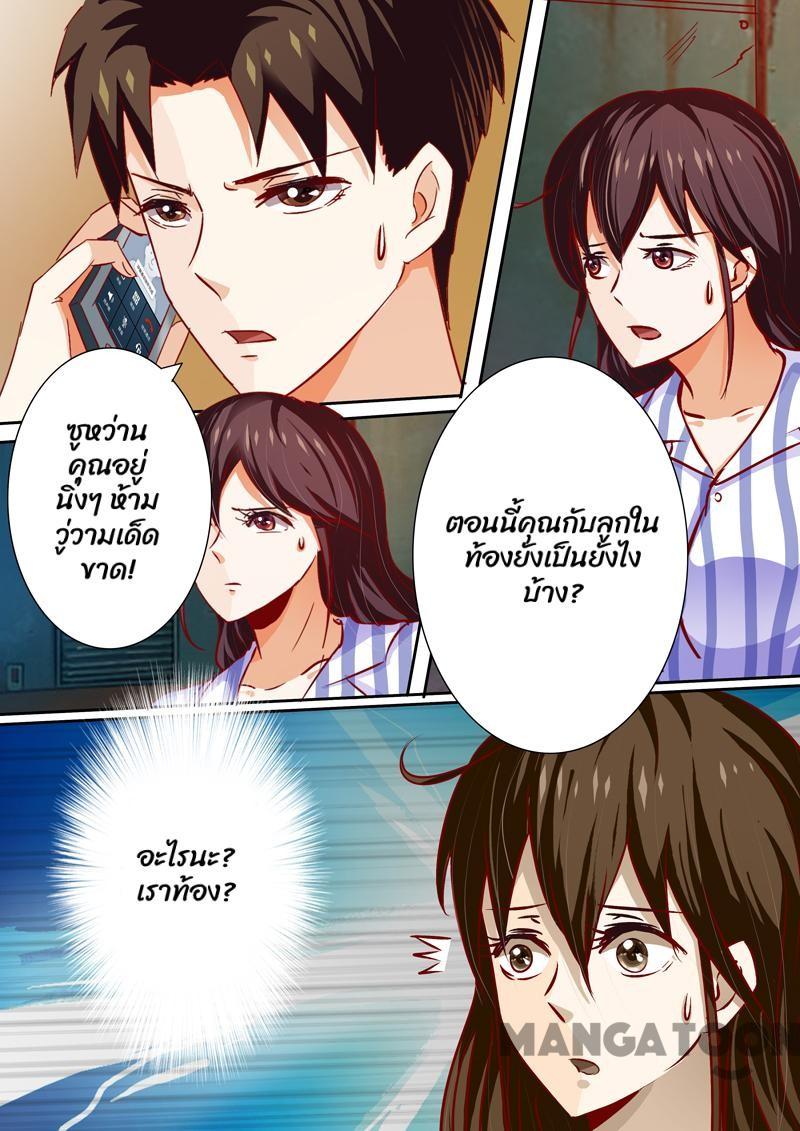 ซูหว่าน
คุณอยู่
นิ่งๆ ห้าม
วู่วามเด็ด
ขาด!
ตอนนี้คุณกับลูกใน
ท้องยังเป็นยังไง
บ้าง?
อะไรนะ?
เราท้อง?
MANGATOON